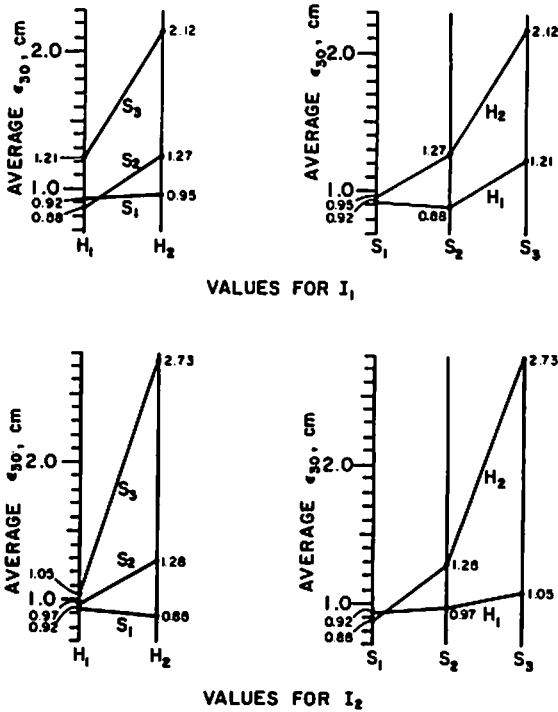 AVERAGE ε₃₀, cm
2.0
1.0
1.21
0.92
0.88
2.12
1.27
0.95
S₃
S₂
S₁
H₁ H₂
AVERAGE ε₃₀, cm
2.0
1.0
0.95
0.92
1.27
0.88
2.12
1.21
H₂
H₁
S₁ S₂ S₃
VALUES FOR I₁
AVERAGE ε₃₀, cm
2.0
1.0
1.05
0.97
0.92
2.73
1.28
0.88
S₃
S₂
S₁
H₁ H₂
AVERAGE ε₃₀, cm
2.0
1.0
0.92
0.88
1.28
0.97
2.73
1.05
H₂
H₁
S₁ S₂ S₃
VALUES FOR I₂